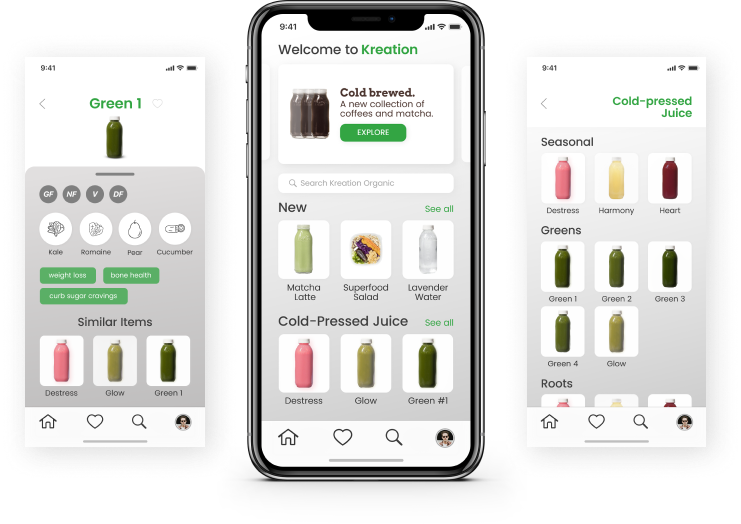 9:41
Green 1
GF NF V DF
Kale Romaine Pear Cucumber
weight loss bone health
curb sugar cravings
Similar Items
Destress Glow Green 1
9:41
Welcome to Kreation
Cold brewed.
A new collection of
coffees and matcha.
EXPLORE
Search Kreation Organic
New See all
Matcha Superfood Lavender
Latte Salad Water
Cold-Pressed Juice See all
Destress Glow Green #1
9:41
Cold-pressed
Juice
Seasonal
Destress Harmony Heart
Greens
Green 1 Green 2 Green 3
Green 4 Glow
Roots